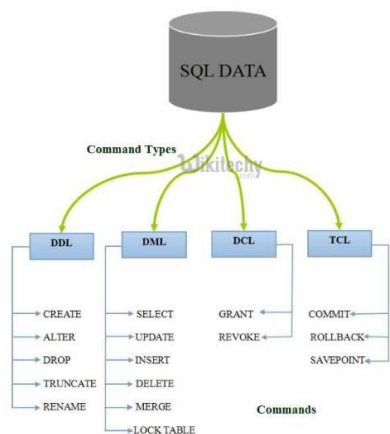 SQL DATA
Command Types
Wikitechy
.com
DDL
DML
DCL
TCL
CREATE
ALTER
DROP
TRUNCATE
RENAME
SELECT
UPDATE
INSERT
DELETE
MERGE
LOCK TABLE
GRANT
REVOKE
COMMIT
ROLLBACK
SAVEPOINT
Commands